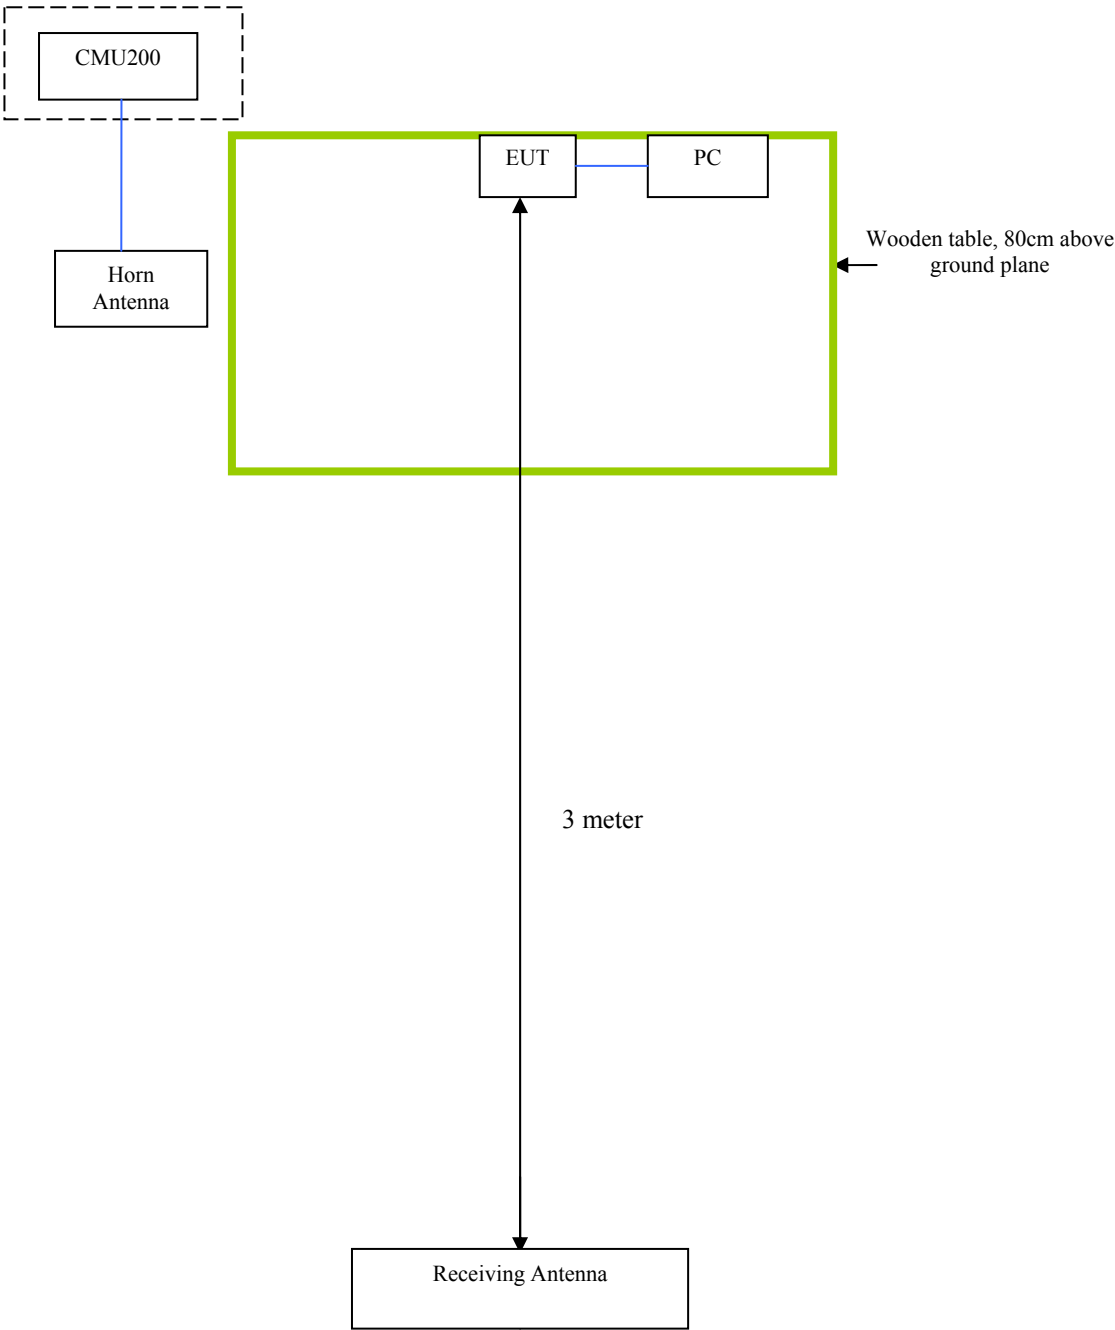 CMU200
EUT
PC
Wooden table, 80cm above
ground plane
Horn
Antenna
3 meter
Receiving Antenna